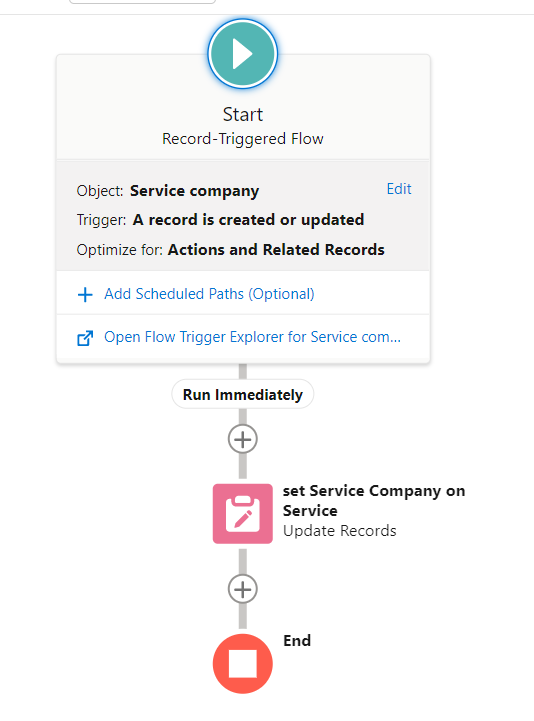 Start
Record-Triggered Flow
Object: Service company
Edit
Trigger: A record is created or updated
Optimize for: Actions and Related Records
Add Scheduled Paths (Optional)
Open Flow Trigger Explorer for Service com...
Run Immediately
set Service Company on
Service
Update Records
End